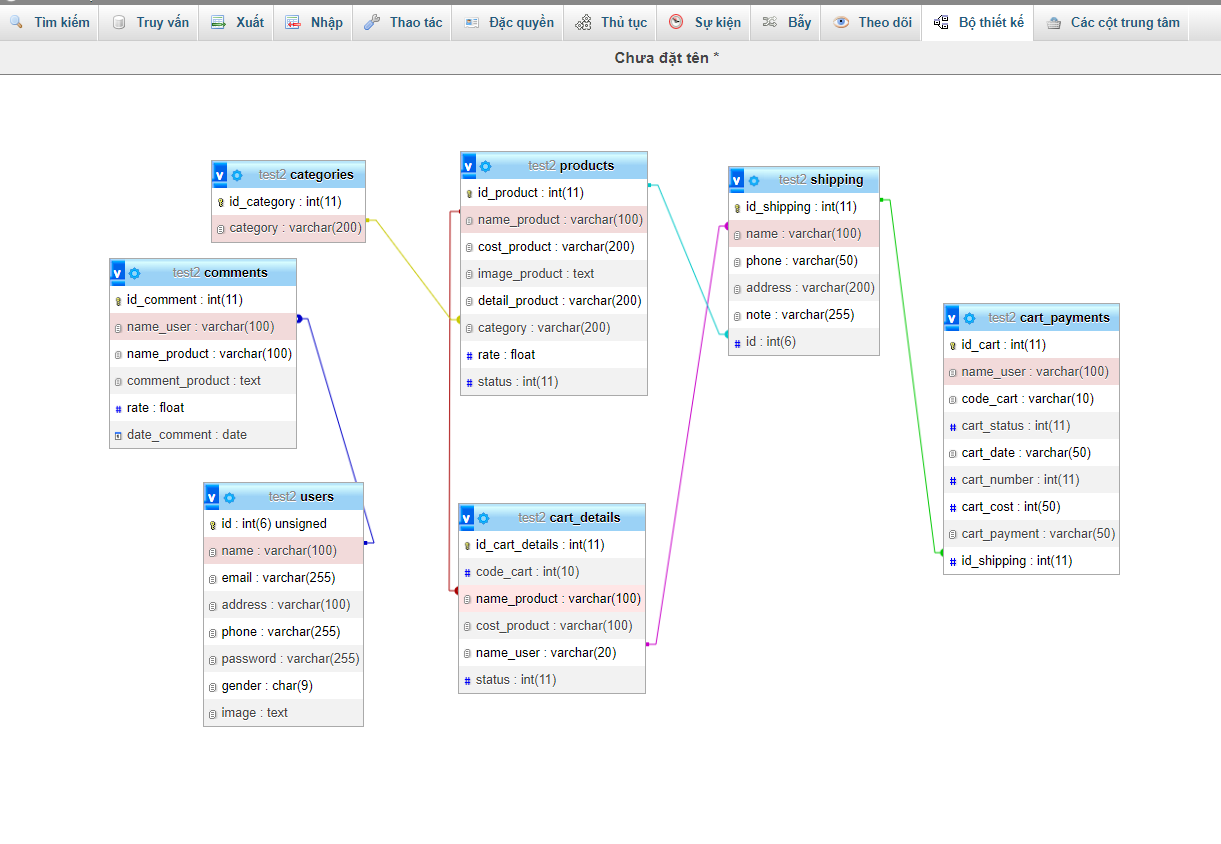 Tìm kiếm Truy vấn Xuất Nhập Thao tác Đặc quyền Thủ tục Sự kiện Bẫy Theo dõi Bộ thiết kế Các cột trung tâm
Chưa đặt tên *
v test2 categories
id_category : int(11)
category : varchar(200)
v test2 comments
id_comment : int(11)
name_user : varchar(100)
name_product : varchar(100)
comment_product : text
# rate : float
date_comment : date
v test2 users
id : int(6) unsigned
name : varchar(100)
email : varchar(255)
address : varchar(100)
phone : varchar(255)
password : varchar(255)
gender : char(9)
image : text
v test2 products
id_product : int(11)
name_product : varchar(100)
cost_product : varchar(200)
image_product : text
detail_product : varchar(200)
category : varchar(200)
# rate : float
# status : int(11)
v test2 cart_details
id_cart_details : int(11)
# code_cart : int(10)
name_product : varchar(100)
cost_product : varchar(100)
name_user : varchar(20)
# status : int(11)
v test2 shipping
id_shipping : int(11)
name : varchar(100)
phone : varchar(50)
address : varchar(200)
note : varchar(255)
# id : int(6)
v test2 cart_payments
id_cart : int(11)
name_user : varchar(100)
code_cart : varchar(10)
# cart_status : int(11)
cart_date : varchar(50)
# cart_number : int(11)
# cart_cost : int(50)
cart_payment : varchar(50)
# id_shipping : int(11)